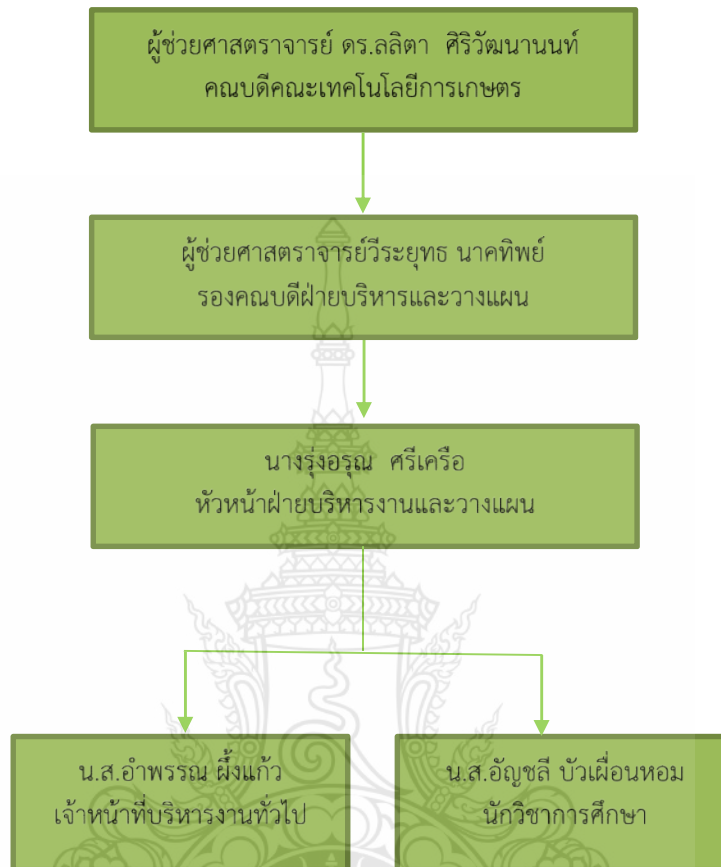 ผู้ช่วยศาสตราจารย์ ดร.ลลิตา ศิริวัฒนานนท์
คณบดีคณะเทคโนโลยีการเกษตร
ผู้ช่วยศาสตราจารย์วีระยุทธ นาคทิพย์
รองคณบดีฝ่ายบริหารและวางแผน
นางรุ่งอรุณ ศรีเครือ
หัวหน้าฝ่ายบริหารงานและวางแผน
น.ส.อำพรรณ ผึ้งแก้ว
เจ้าหน้าที่บริหารงานทั่วไป
น.ส.อัญชลี บัวเผื่อนหอม
นักวิชาการศึกษา